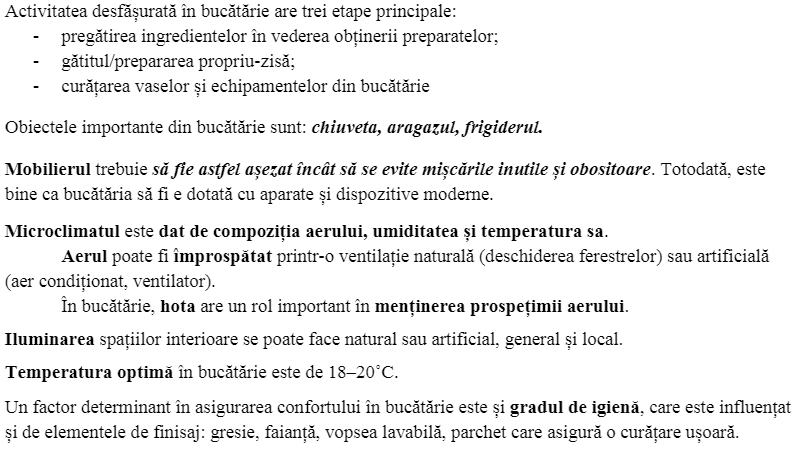 Activitatea desfășurată în bucătărie are trei etape principale:
- pregătirea ingredientelor în vederea obținerii preparatelor;
- gătitul/prepararea propriu-zisă;
- curățarea vaselor și echipamentelor din bucătărie
Obiectele importante din bucătărie sunt: chiuveta, aragazul, frigiderul.
Mobilierul trebuie să fie astfel așezat încât să se evite mișcările inutile și obositoare. Totodată, este
bine ca bucătăria să fi e dotată cu aparate și dispozitive moderne.
Microclimatul este dat de compoziția aerului, umiditatea și temperatura sa.
Aerul poate fi împrospătat printr-o ventilație naturală (deschiderea ferestrelor) sau artificială
(aer condiționat, ventilator).
În bucătărie, hota are un rol important în menținerea prospețimii aerului.
Iluminarea spațiilor interioare se poate face natural sau artificial, general și local.
Temperatura optimă în bucătărie este de 18–20˚C.
Un factor determinant în asigurarea confortului în bucătărie este și gradul de igienă, care este influențat
și de elementele de finisaj: gresie, faianță, vopsea lavabilă, parchet care asigură o curățare ușoară.